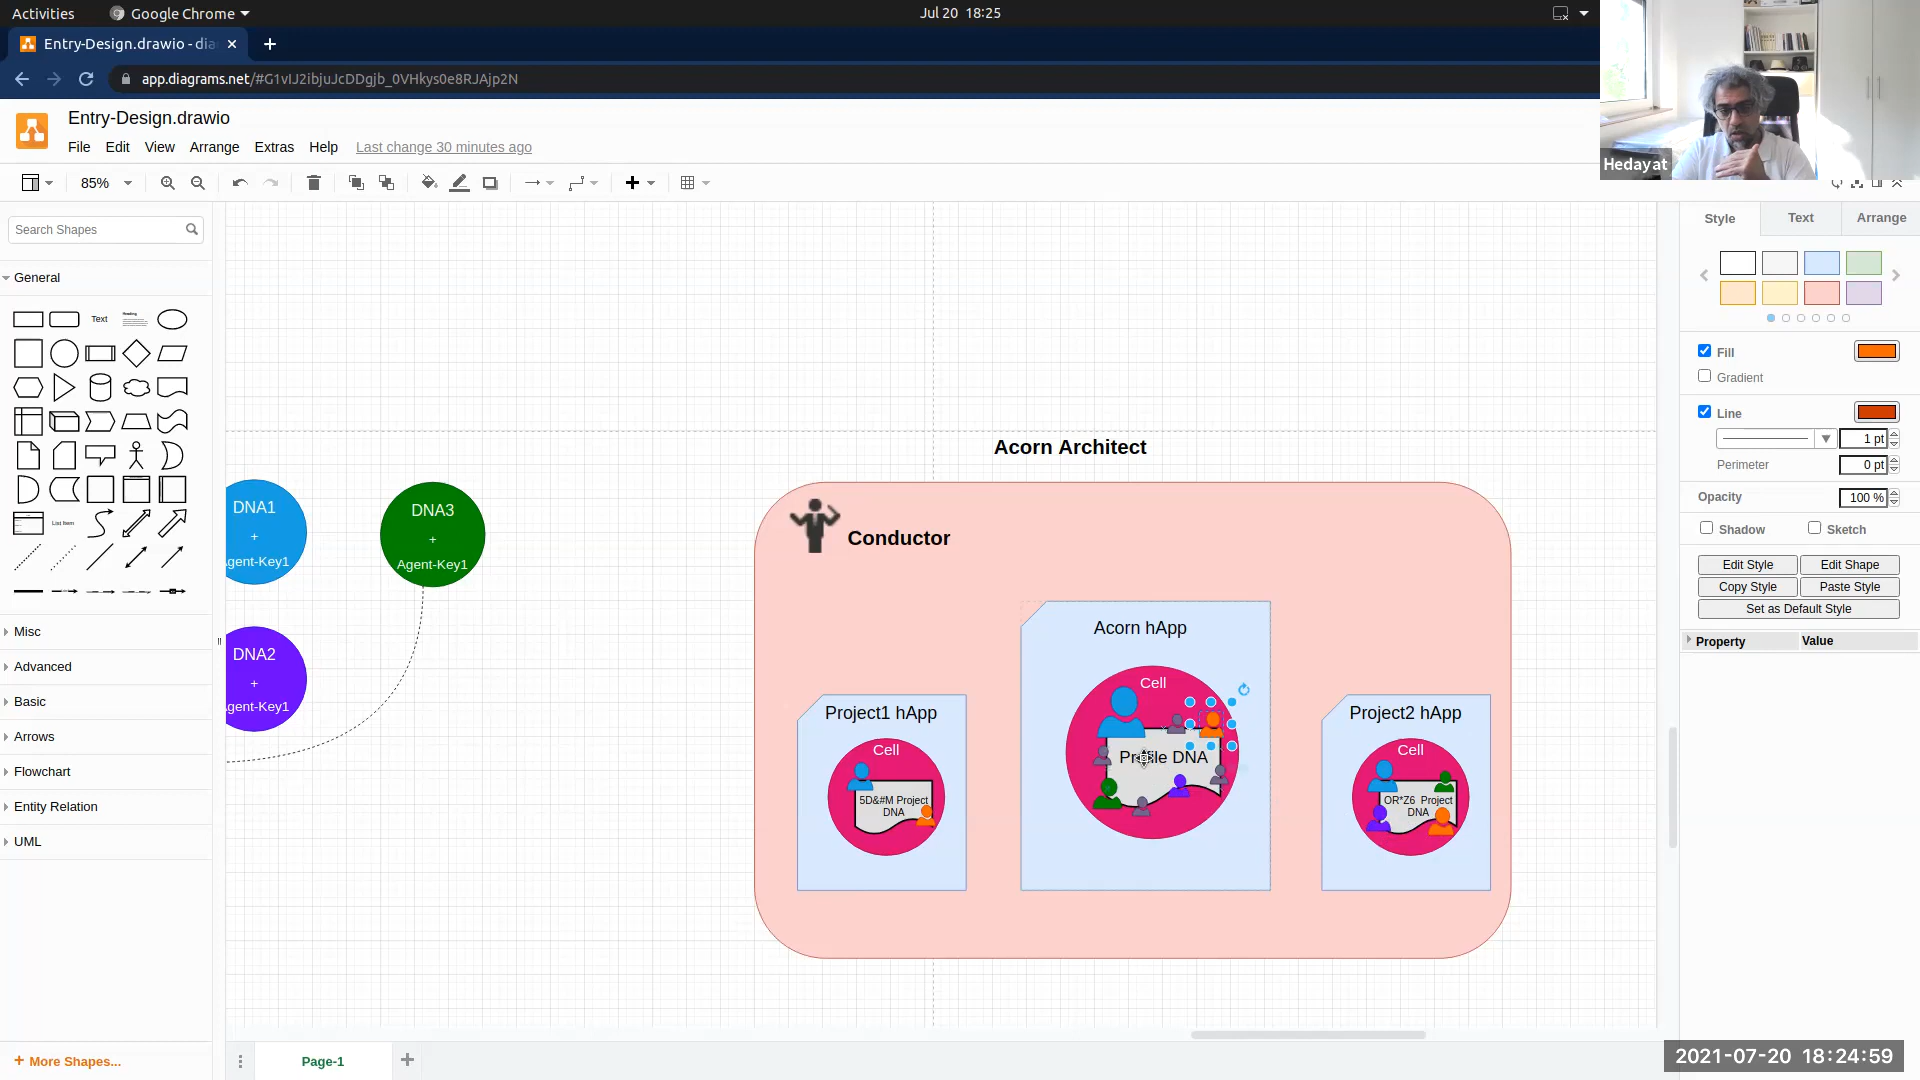 Activities
Google Chrome
Jul 20 18:25
Entry-Design.drawio - dia
app.diagrams.net/#G1vIJ2ibjuJcDDgjb_0VHkys0e8RJAjp2N
Entry-Design.drawio
File Edit View Arrange Extras Help Last change 30 minutes ago
Hedayat
85%
Search Shapes
General
Text
Heading
List Item
Misc
Advanced
Basic
Arrows
Flowchart
Entity Relation
UML
+ More Shapes...
DNA1
+
Agent-Key1
DNA3
+
Agent-Key1
DNA2
+
Agent-Key1
Acorn Architect
Conductor
Project1 hApp
Cell
5D&#M Project
DNA
Acorn hApp
Cell
Profile DNA
Project2 hApp
Cell
OR*Z6 Project
DNA
Page-1
Style Text Arrange
Fill
Gradient
Line
1 pt
Perimeter 0 pt
Opacity 100 %
Shadow Sketch
Edit Style Edit Shape
Copy Style Paste Style
Set as Default Style
Property Value
2021-07-20 18:24:59